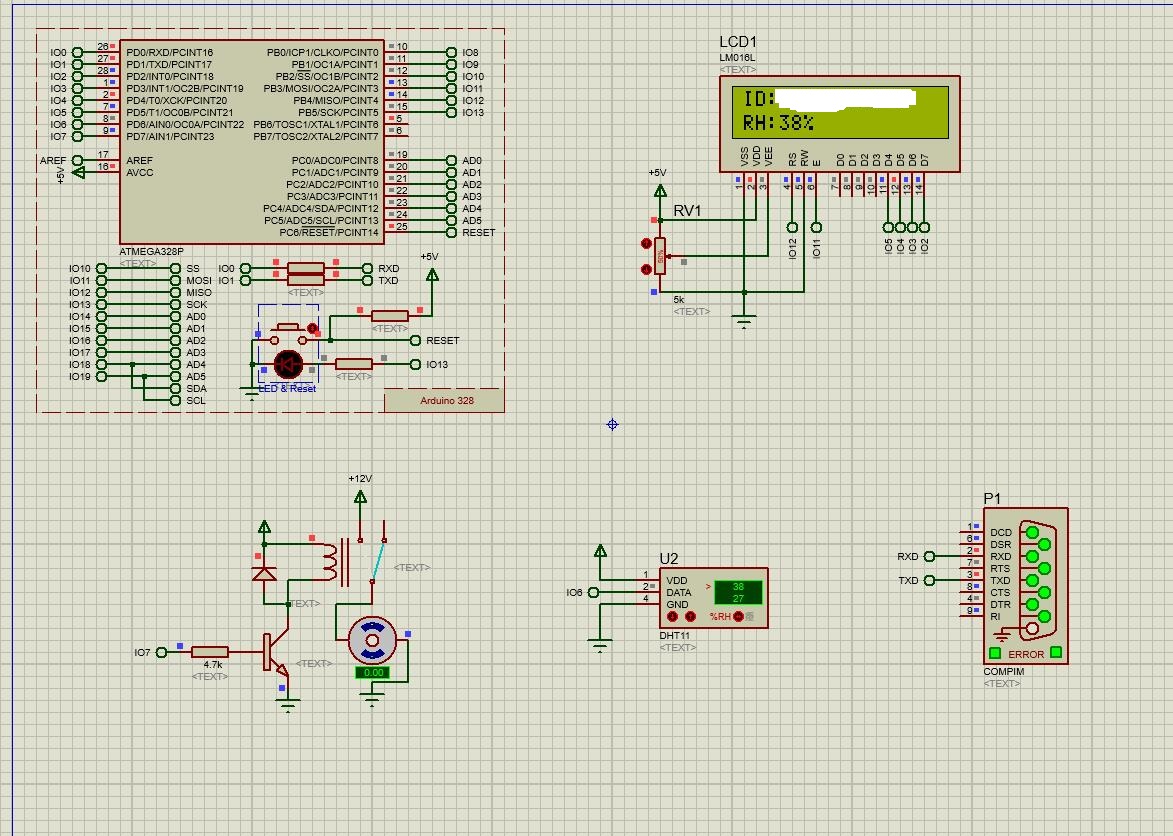 26 PD0/RXD/PCINT16 PB0/ICP1/CLKO/PCINT0 10
IO0 IO8
27 PD1/TXD/PCINT17 PB1/OC1A/PCINT1 11
IO1 IO9
28 PD2/INT0/PCINT18 PB2/SS/OC1B/PCINT2 12
IO2 IO10
1 PD3/INT1/OC2B/PCINT19 PB3/MOSI/OC2A/PCINT3 13
IO3 IO11
2 PD4/T0/XCK/PCINT20 PB4/MISO/PCINT4 14
IO4 IO12
7 PD5/T1/OC0B/PCINT21 PB5/SCK/PCINT5 15
IO5 IO13
8 PD6/AIN0/OC0A/PCINT22 PB6/TOSC1/XTAL1/PCINT6 5
IO6
9 PD7/AIN1/PCINT23 PB7/TOSC2/XTAL2/PCINT7 6
IO7
AREF 17 AREF PC0/ADC0/PCINT8 19 AD0
+5V 16 AVCC PC1/ADC1/PCINT9 20 AD1
PC2/ADC2/PCINT10 21 AD2
PC3/ADC3/PCINT11 22 AD3
PC4/ADC4/SDA/PCINT12 23 AD4
PC5/ADC5/SCL/PCINT13 24 AD5
PC6/RESET/PCINT14 25 RESET
ATMEGA328P
<TEXT>
IO10 SS
IO11 MOSI
IO12 MISO
IO13 SCK
IO14 AD0
IO15 AD1
IO16 AD2
IO17 AD3
IO18 AD4
IO19 AD5
SDA
SCL
IO0 RXD
IO1 TXD
<TEXT>
+5V
<TEXT>
RESET
IO13
<TEXT>
LED & Reset
Arduino 328
LCD1
LM016L
<TEXT>
ID:
RH:38%
VSS VDD VEE RS RW E D0 D1 D2 D3 D4 D5 D6 D7
1 2 3 4 5 6 7 8 9 10 11 12 13 14
IO12 IO11 IO5 IO4 IO3 IO2
+5V
RV1
50%
5k
<TEXT>
+12V
<TEXT>
TEXT>
IO7
4.7k
<TEXT>
<TEXT>
0.00
U2
1 VDD
IO6 2 DATA
4 GND
> 38
27
%RH
DHT11
<TEXT>
P1
1 DCD
6 DSR
RXD 2 RXD
7 RTS
TXD 3 TXD
8 CTS
4 DTR
9 RI
ERROR
COMPIM
<TEXT>